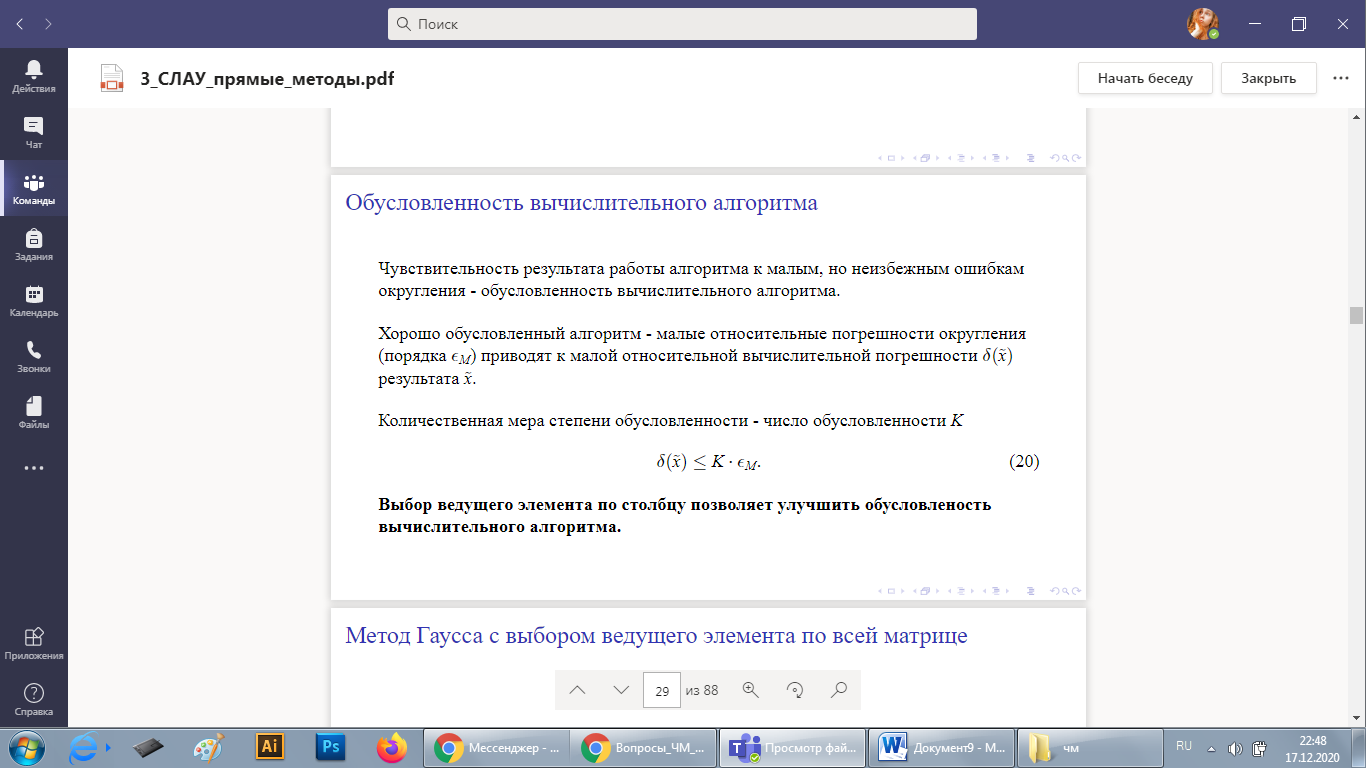 Поиск
3_СЛАУ_прямые_методы.pdf
Начать беседу
Закрыть
Действия
Чат
Команды
Задания
Календарь
Звонки
Файлы
Приложения
Справка
Обусловленность вычислительного алгоритма
Чувствительность результата работы алгоритма к малым, но неизбежным ошибкам
округления - обусловленность вычислительного алгоритма.
Хорошо обусловленный алгоритм - малые относительные погрешности округления
(порядка ϵ_M) приводят к малой относительной вычислительной погрешности δ(x̃)
результата x̃.
Количественная мера степени обусловленности - число обусловленности K
δ(x̃) ≤ K · ϵ_M. (20)
Выбор ведущего элемента по столбцу позволяет улучшить обусловленость
вычислительного алгоритма.
Метод Гаусса с выбором ведущего элемента по всей матрице
29 из 88
Ai
Ps
Мессенджер - ...
Вопросы_ЧМ_...
Просмотр фай...
Документ9 - M...
чм
RU
22:48
17.12.2020